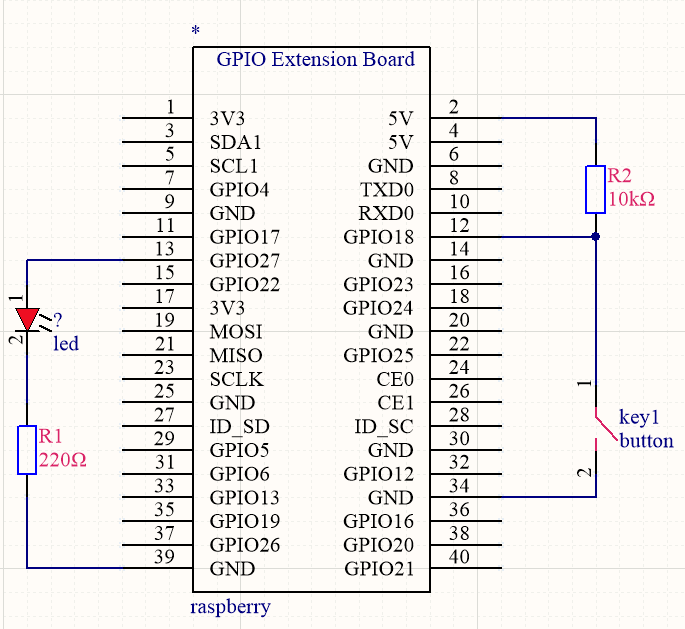 *
GPIO Extension Board
1 3V3 5V 2
3 SDA1 5V 4
5 SCL1 GND 6
7 GPIO4 TXD0 8
9 GND RXD0 10
11 GPIO17 GPIO18 12
13 GPIO27 GND 14
15 GPIO22 GPIO23 16
17 3V3 GPIO24 18
19 MOSI GND 20
21 MISO GPIO25 22
23 SCLK CE0 24
25 GND CE1 26
27 ID_SD ID_SC 28
29 GPIO5 GND 30
31 GPIO6 GPIO12 32
33 GPIO13 GND 34
35 GPIO19 GPIO16 36
37 GPIO26 GPIO20 38
39 GND GPIO21 40
raspberry
1
?
led
2
R1
220Ω
R2
10kΩ
1
key1
button
2